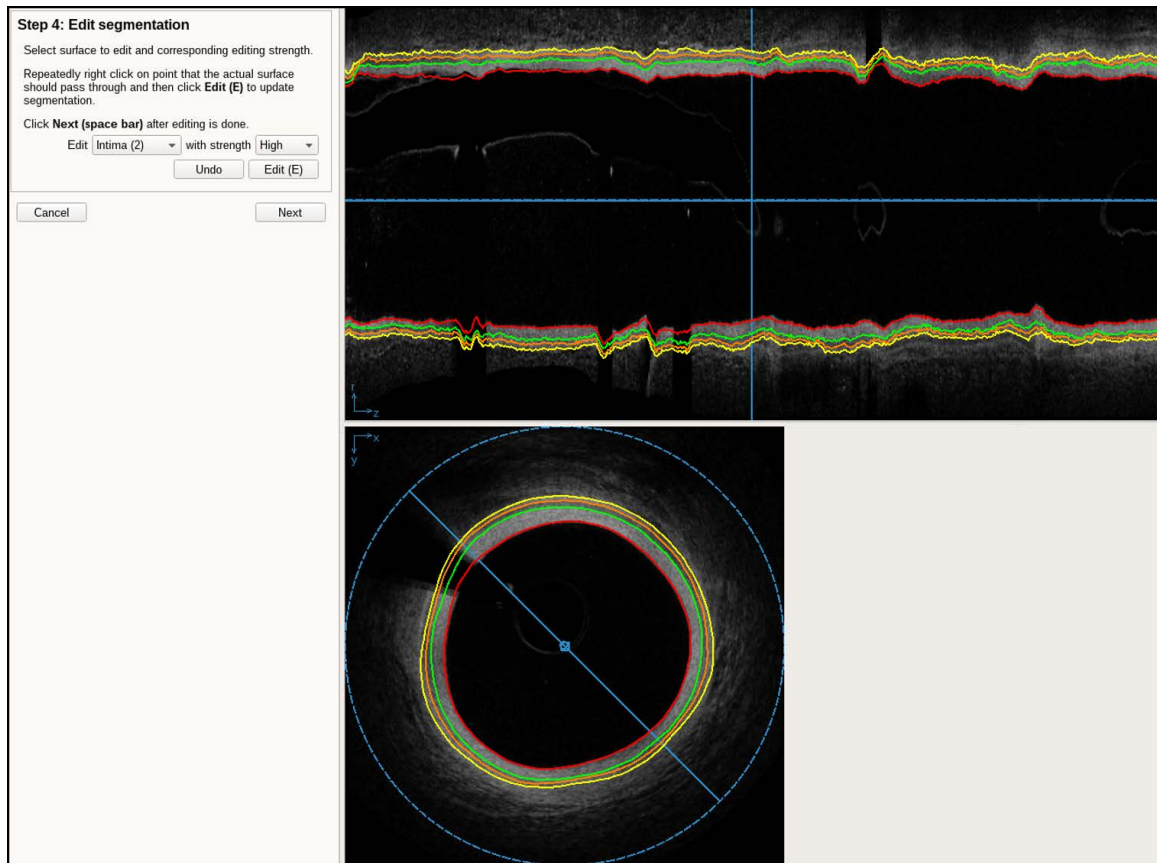 Step 4: Edit segmentation
Select surface to edit and corresponding editing strength.
Repeatedly right click on point that the actual surface
should pass through and then click Edit (E) to update
segmentation.
Click Next (space bar) after editing is done.
Edit Intima (2) with strength High
Undo Edit (E)
Cancel Next
r
z
x
y